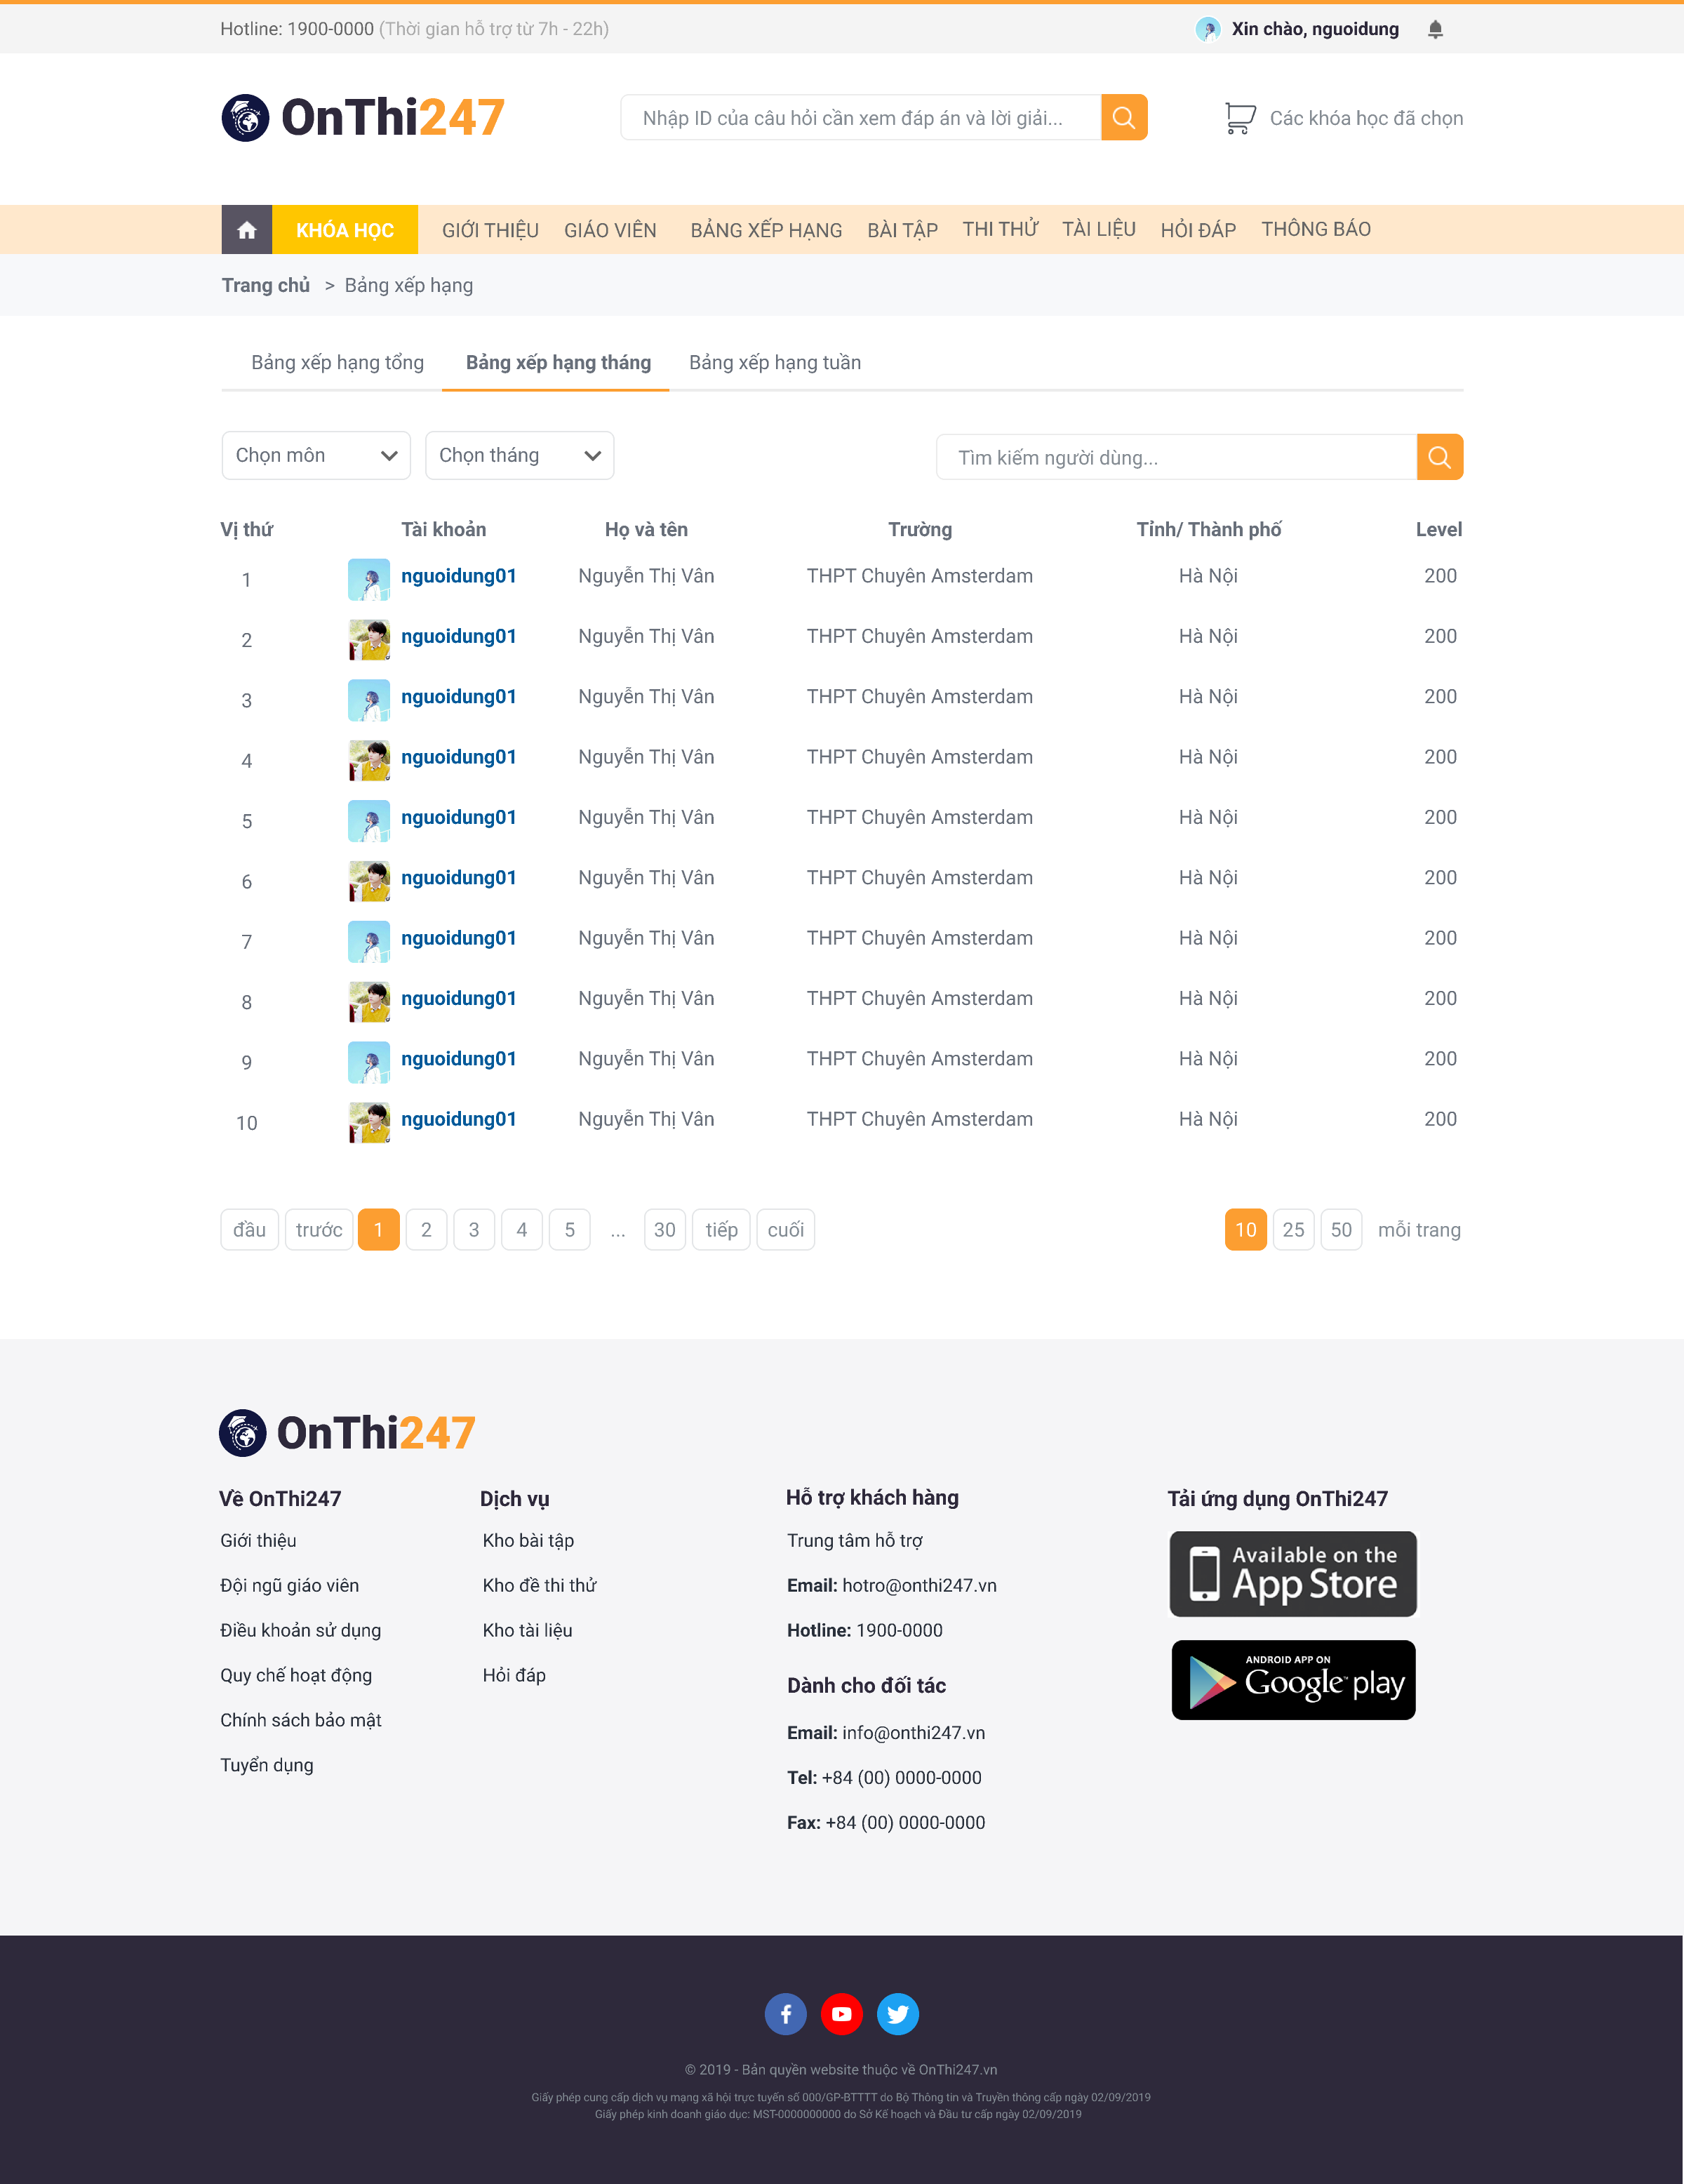 Hotline: 1900-0000 (Thời gian hỗ trợ từ 7h - 22h)
Xin chào, nguoidung
OnThi247
Nhập ID của câu hỏi cần xem đáp án và lời giải...
Các khóa học đã chọn
KHÓA HỌC GIỚI THIỆU GIÁO VIÊN BẢNG XẾP HẠNG BÀI TẬP THI THỬ TÀI LIỆU HỎI ĐÁP THÔNG BÁO
Trang chủ > Bảng xếp hạng
Bảng xếp hạng tổng Bảng xếp hạng tháng Bảng xếp hạng tuần
Chọn môn Chọn tháng Tìm kiếm người dùng...
Vị thứ Tài khoản Họ và tên Trường Tỉnh/ Thành phố Level
1 nguoidung01 Nguyễn Thị Vân THPT Chuyên Amsterdam Hà Nội 200
2 nguoidung01 Nguyễn Thị Vân THPT Chuyên Amsterdam Hà Nội 200
3 nguoidung01 Nguyễn Thị Vân THPT Chuyên Amsterdam Hà Nội 200
4 nguoidung01 Nguyễn Thị Vân THPT Chuyên Amsterdam Hà Nội 200
5 nguoidung01 Nguyễn Thị Vân THPT Chuyên Amsterdam Hà Nội 200
6 nguoidung01 Nguyễn Thị Vân THPT Chuyên Amsterdam Hà Nội 200
7 nguoidung01 Nguyễn Thị Vân THPT Chuyên Amsterdam Hà Nội 200
8 nguoidung01 Nguyễn Thị Vân THPT Chuyên Amsterdam Hà Nội 200
9 nguoidung01 Nguyễn Thị Vân THPT Chuyên Amsterdam Hà Nội 200
10 nguoidung01 Nguyễn Thị Vân THPT Chuyên Amsterdam Hà Nội 200
đầu trước 1 2 3 4 5 ... 30 tiếp cuối 10 25 50 mỗi trang
OnThi247
Về OnThi247
Giới thiệu
Đội ngũ giáo viên
Điều khoản sử dụng
Quy chế hoạt động
Chính sách bảo mật
Tuyển dụng
Dịch vụ
Kho bài tập
Kho đề thi thử
Kho tài liệu
Hỏi đáp
Hỗ trợ khách hàng
Trung tâm hỗ trợ
Email: hotro@onthi247.vn
Hotline: 1900-0000
Dành cho đối tác
Email: info@onthi247.vn
Tel: +84 (00) 0000-0000
Fax: +84 (00) 0000-0000
Tải ứng dụng OnThi247
Available on the
App Store
ANDROID APP ON
Google play
© 2019 - Bản quyền website thuộc về OnThi247.vn
Giấy phép cung cấp dịch vụ mạng xã hội trực tuyến số 000/GP-BTTTT do Bộ Thông tin và Truyền thông cấp ngày 02/09/2019
Giấy phép kinh doanh giáo dục: MST-0000000000 do Sở Kế hoạch và Đầu tư cấp ngày 02/09/2019